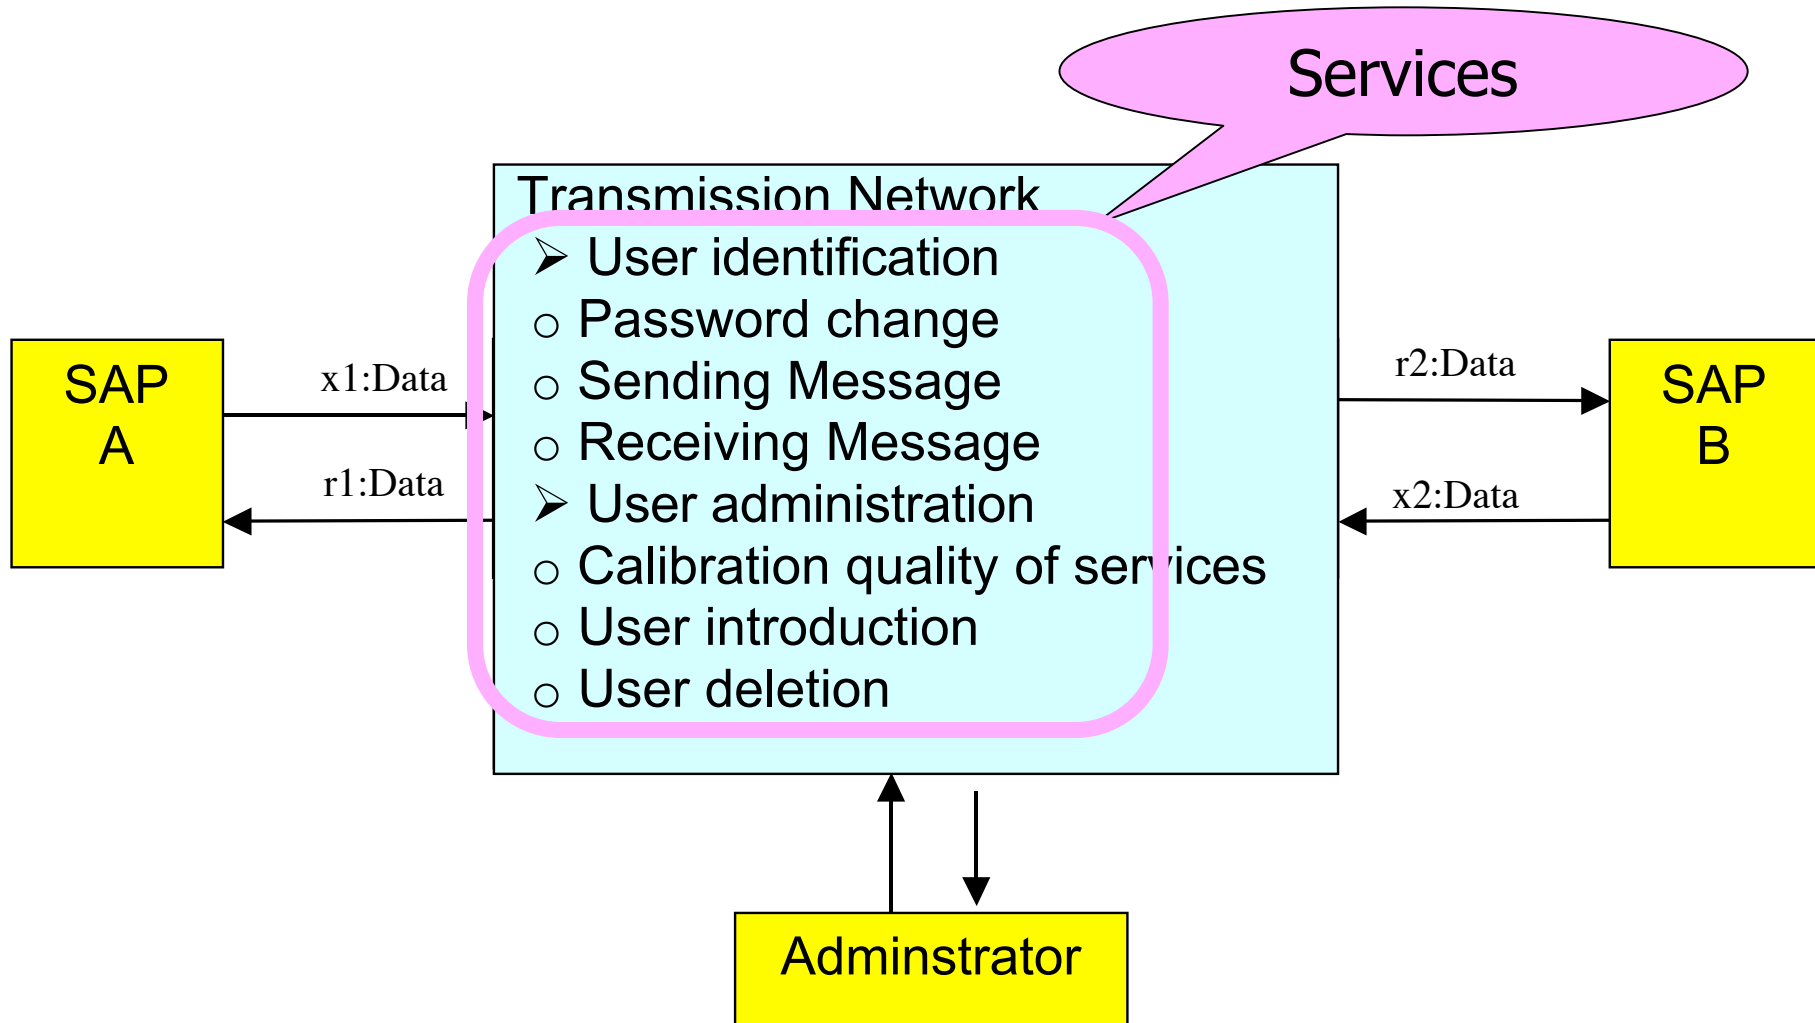 Services
Transmission Network
➢ User identification
o Password change
o Sending Message
o Receiving Message
➢ User administration
o Calibration quality of services
o User introduction
o User deletion
SAP
A
x1:Data
r1:Data
r2:Data
x2:Data
SAP
B
Adminstrator